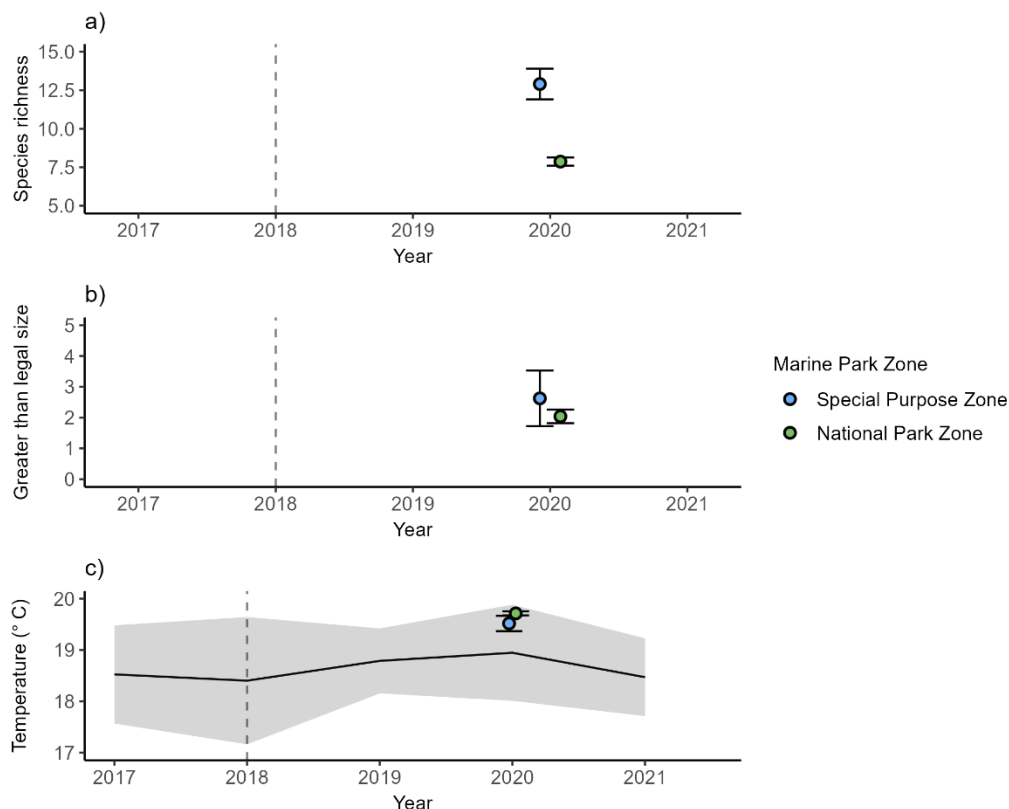 a)
Species richness
15.0
12.5
10.0
7.5
5.0
2017 2018 2019 2020 2021
Year
b)
Greater than legal size
5
4
3
2
1
0
2017 2018 2019 2020 2021
Year
Marine Park Zone
Special Purpose Zone
National Park Zone
c)
Temperature (° C)
20
19
18
17
2017 2018 2019 2020 2021
Year